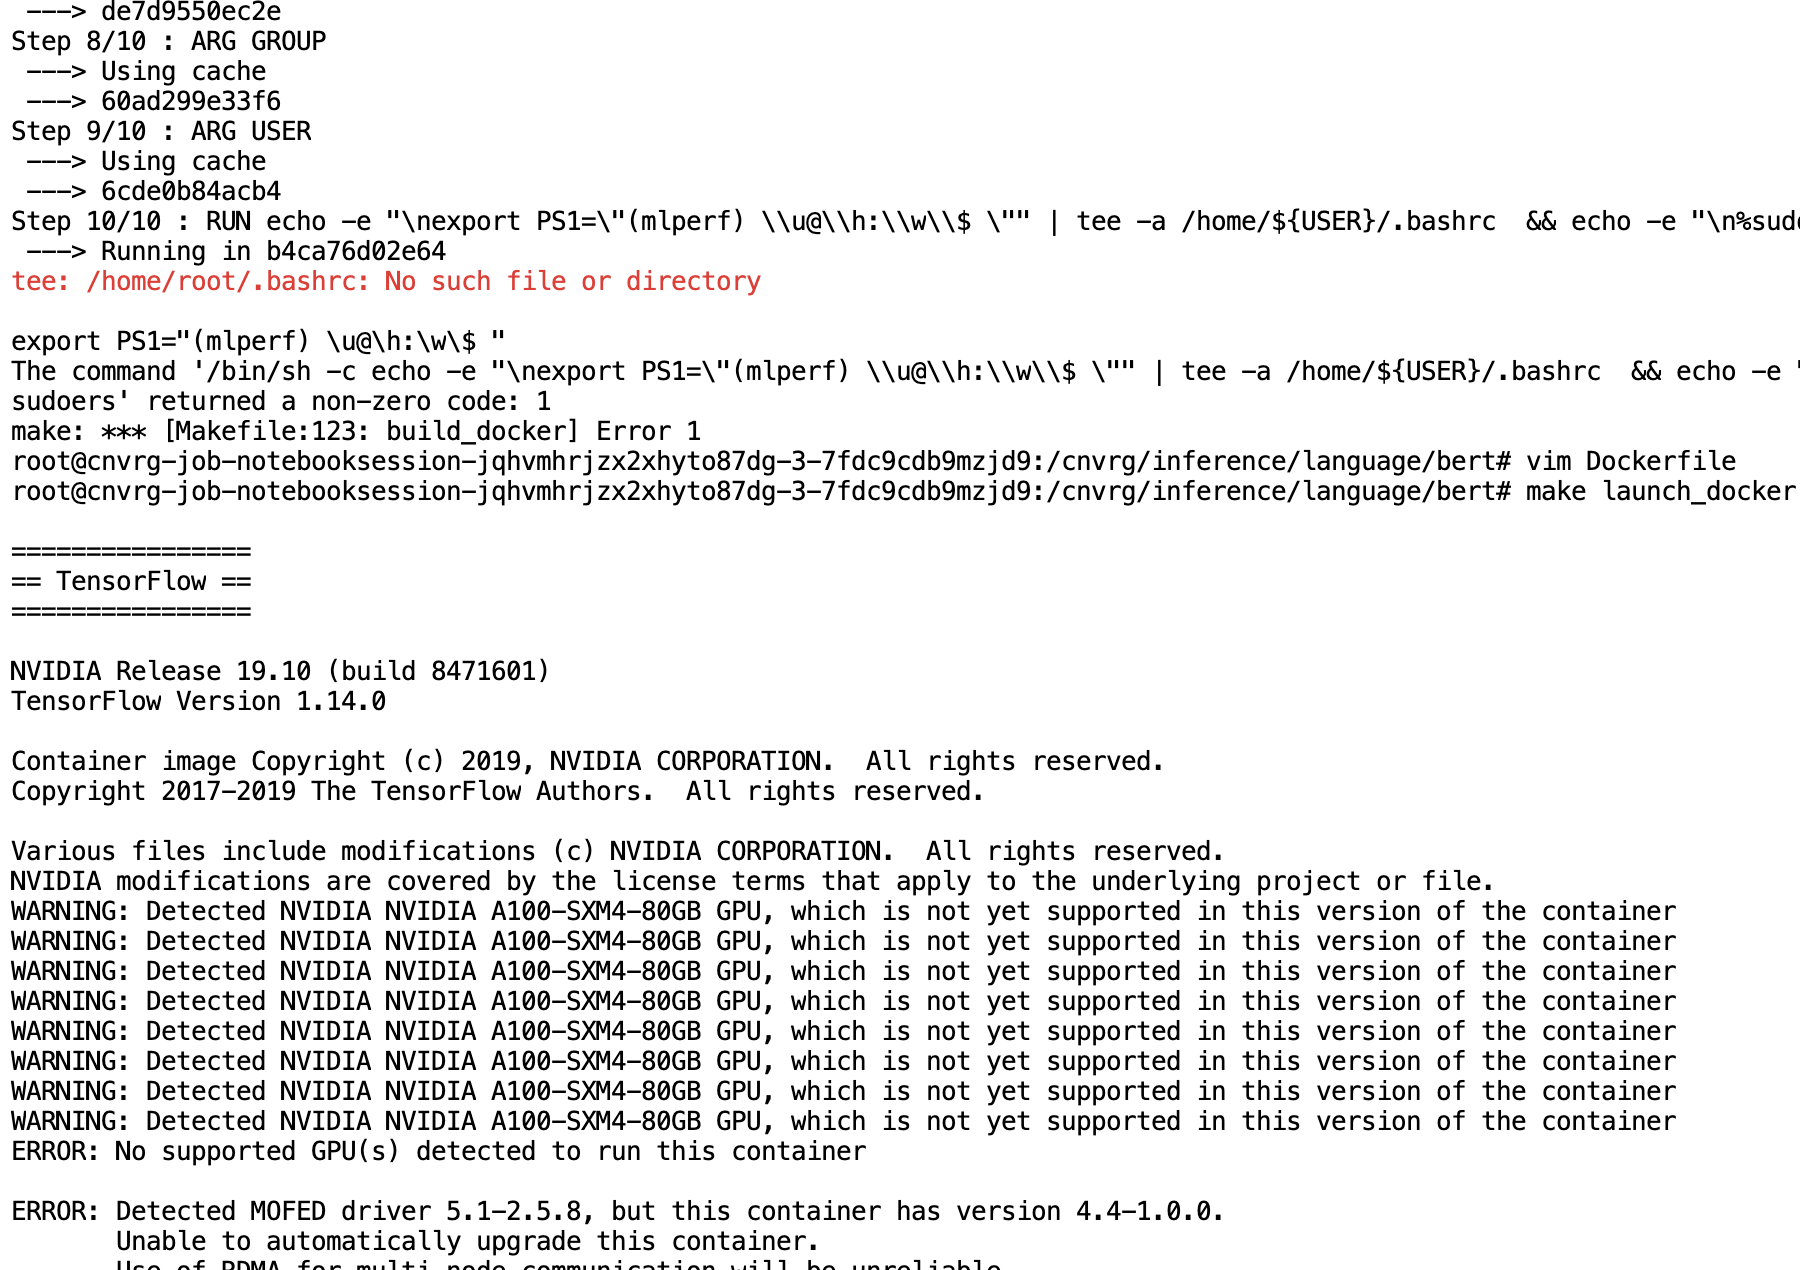 ---> de7d9550ec2e
Step 8/10 : ARG GROUP
---> Using cache
---> 60ad299e33f6
Step 9/10 : ARG USER
---> Using cache
---> 6cde0b84acb4
Step 10/10 : RUN echo -e "\nexport PS1=\"(mlperf) \\u@\\h:\\w\\$ \"" | tee -a /home/${USER}/.bashrc  && echo -e "\n%sud
---> Running in b4ca76d02e64
tee: /home/root/.bashrc: No such file or directory
export PS1="(mlperf) \u@\h:\w\$ "
The command '/bin/sh -c echo -e "\nexport PS1=\"(mlperf) \\u@\\h:\\w\\$ \"" | tee -a /home/${USER}/.bashrc  && echo -e "
sudoers' returned a non-zero code: 1
make: *** [Makefile:123: build_docker] Error 1
root@cnvrg-job-notebooksession-jqhvmhrjzx2xhyto87dg-3-7fdc9cdb9mzjd9:/cnvrg/inference/language/bert# vim Dockerfile
root@cnvrg-job-notebooksession-jqhvmhrjzx2xhyto87dg-3-7fdc9cdb9mzjd9:/cnvrg/inference/language/bert# make launch_docker
================
== TensorFlow ==
================
NVIDIA Release 19.10 (build 8471601)
TensorFlow Version 1.14.0
Container image Copyright (c) 2019, NVIDIA CORPORATION.  All rights reserved.
Copyright 2017-2019 The TensorFlow Authors.  All rights reserved.
Various files include modifications (c) NVIDIA CORPORATION.  All rights reserved.
NVIDIA modifications are covered by the license terms that apply to the underlying project or file.
WARNING: Detected NVIDIA NVIDIA A100-SXM4-80GB GPU, which is not yet supported in this version of the container
WARNING: Detected NVIDIA NVIDIA A100-SXM4-80GB GPU, which is not yet supported in this version of the container
WARNING: Detected NVIDIA NVIDIA A100-SXM4-80GB GPU, which is not yet supported in this version of the container
WARNING: Detected NVIDIA NVIDIA A100-SXM4-80GB GPU, which is not yet supported in this version of the container
WARNING: Detected NVIDIA NVIDIA A100-SXM4-80GB GPU, which is not yet supported in this version of the container
WARNING: Detected NVIDIA NVIDIA A100-SXM4-80GB GPU, which is not yet supported in this version of the container
WARNING: Detected NVIDIA NVIDIA A100-SXM4-80GB GPU, which is not yet supported in this version of the container
WARNING: Detected NVIDIA NVIDIA A100-SXM4-80GB GPU, which is not yet supported in this version of the container
ERROR: No supported GPU(s) detected to run this container
ERROR: Detected MOFED driver 5.1-2.5.8, but this container has version 4.4-1.0.0.
Unable to automatically upgrade this container.
Use of RDMA for multi-node communication will be unreliable.